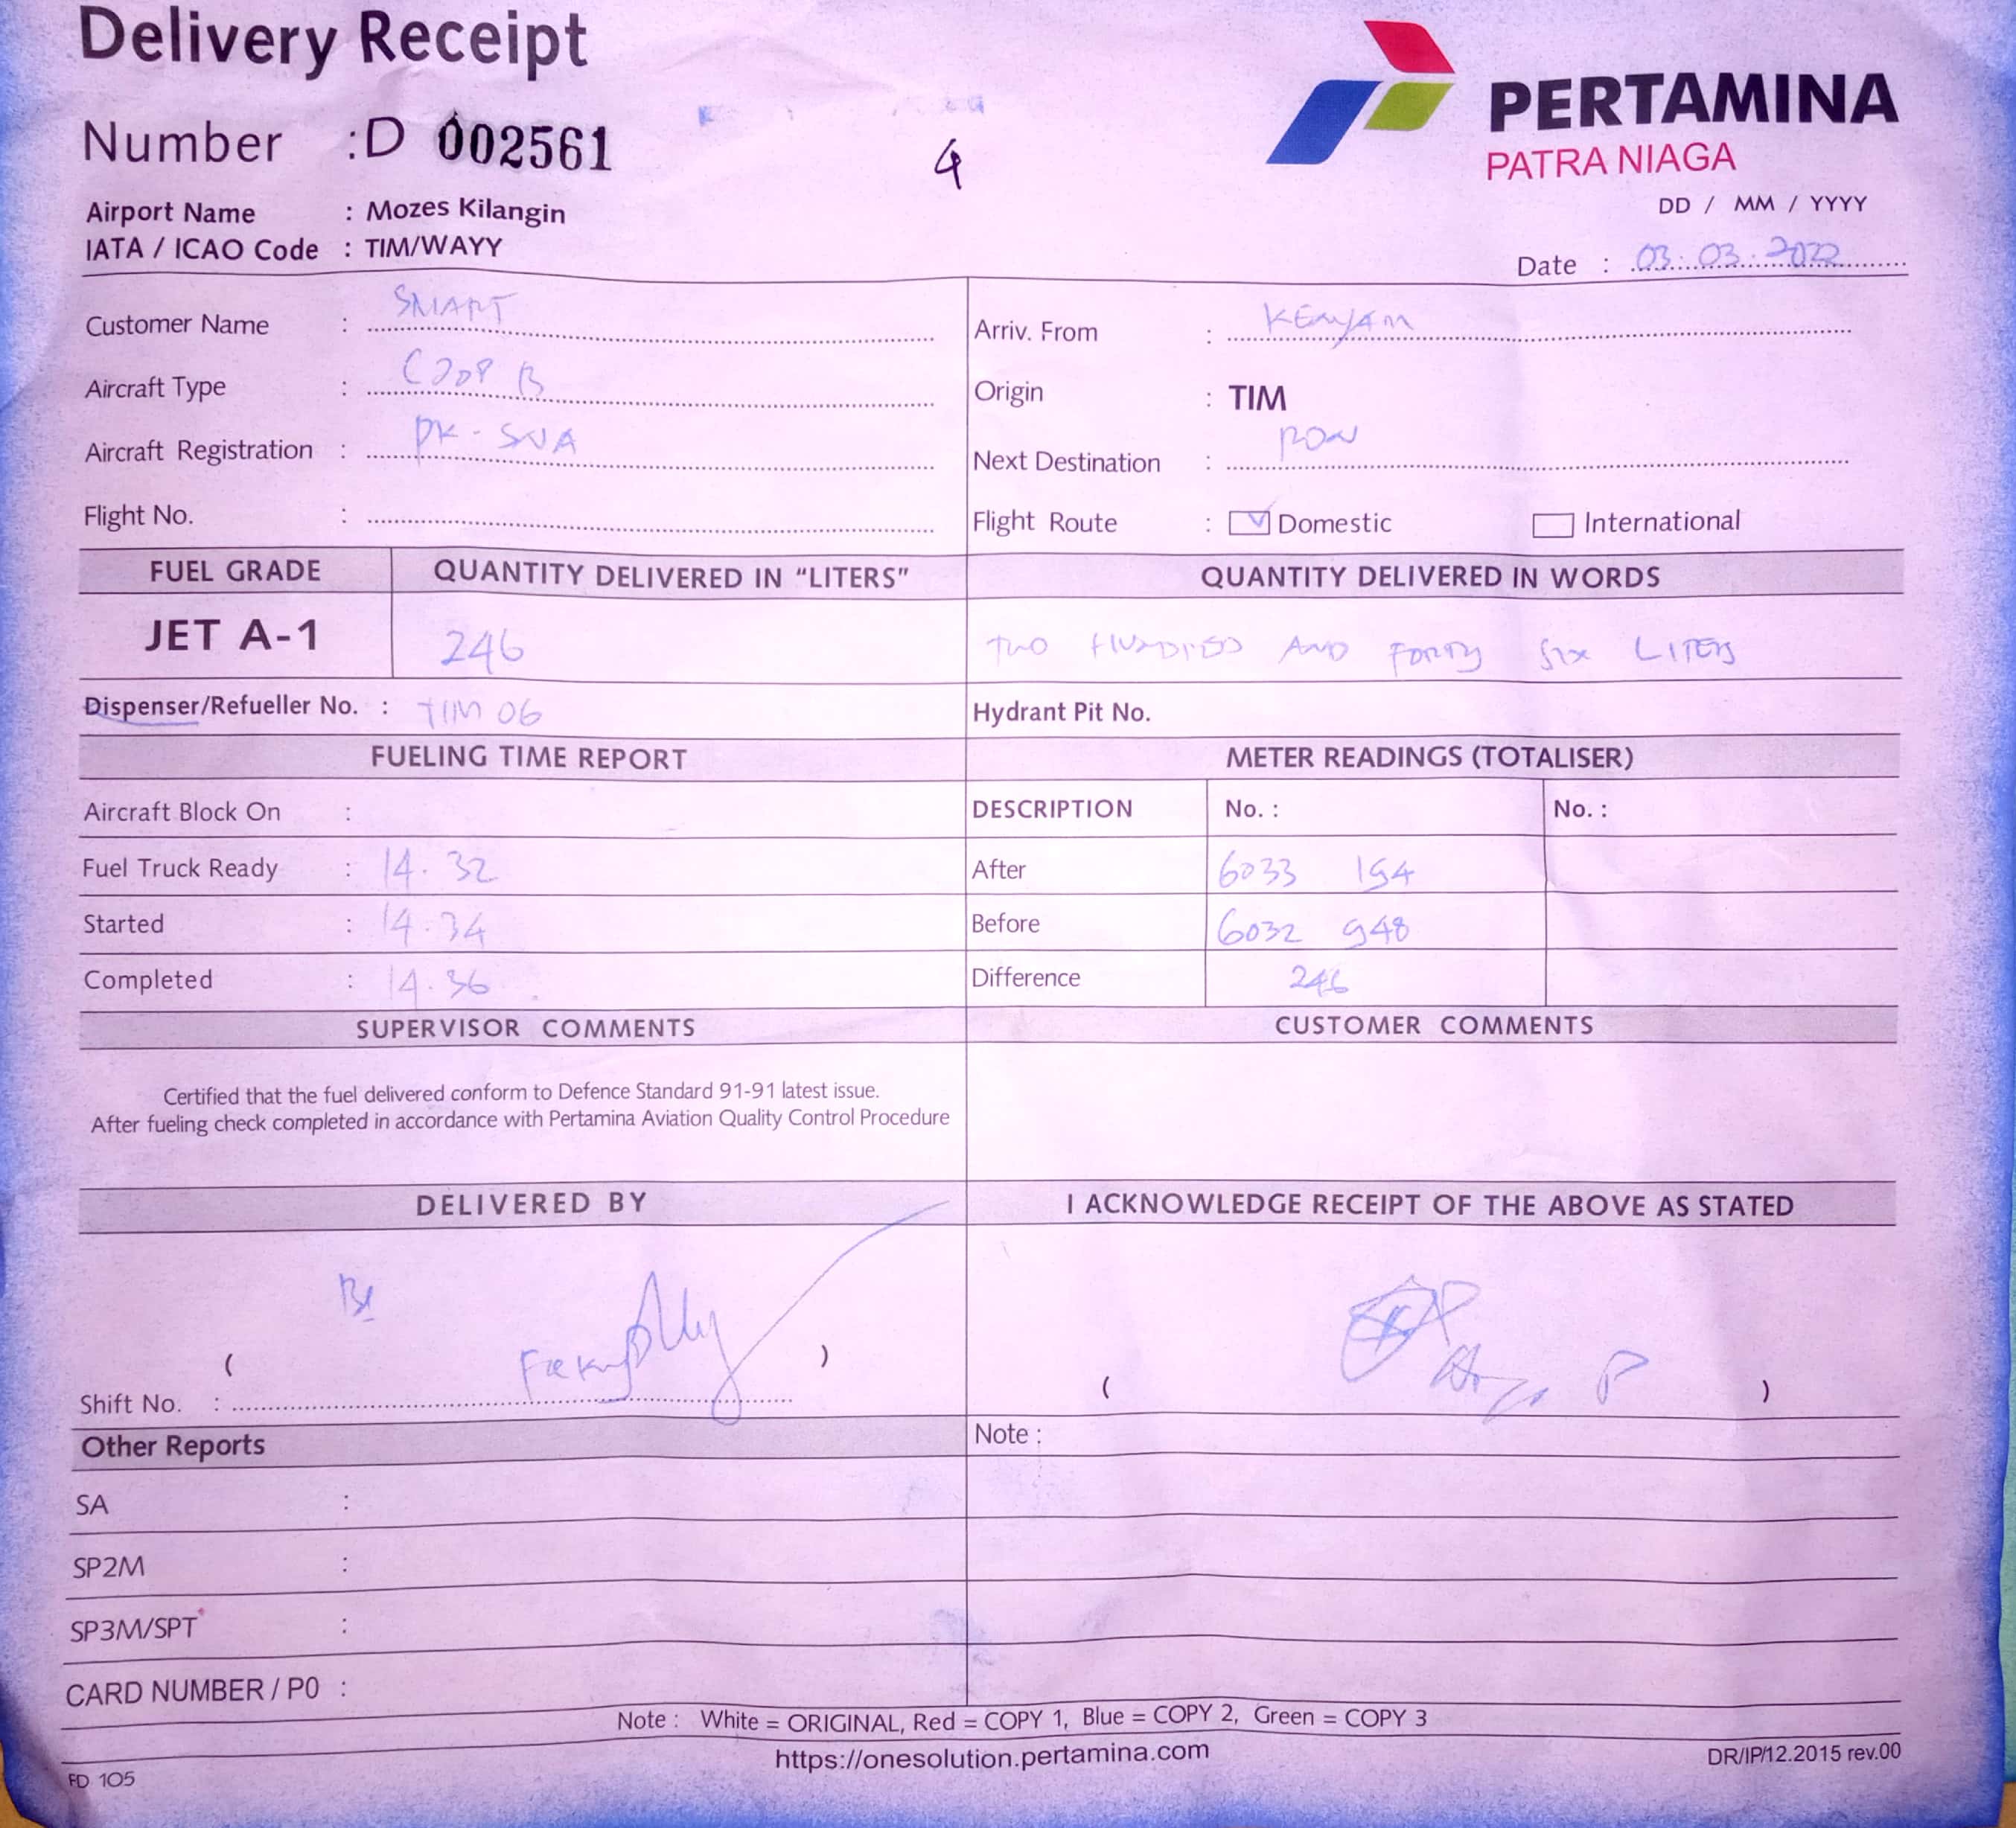 Delivery Receipt
Number : D 002561
4
PERTAMINA
PATRA NIAGA
Airport Name : Mozes Kilangin
IATA / ICAO Code : TIM/WAYY
DD / MM / YYYY
Date : 03.03.2022
Customer Name : SMART
Arriv. From : KENYAM
Aircraft Type : C208 B
Origin : TIM
Aircraft Registration : PK-SNA
Next Destination :
Flight No. :
Flight Route : Domestic International
FUEL GRADE QUANTITY DELIVERED IN “LITERS” QUANTITY DELIVERED IN WORDS
JET A-1 246 TWO HUNDRED AND FORTY SIX LITERS
Dispenser/Refueller No. : TIM 06 Hydrant Pit No.
FUELING TIME REPORT METER READINGS (TOTALISER)
Aircraft Block On : DESCRIPTION No. : No. :
Fuel Truck Ready : 14.32 After 6033 194
Started : 14.34 Before 6032 948
Completed : 14.36 Difference 246
SUPERVISOR COMMENTS CUSTOMER COMMENTS
Certified that the fuel delivered conform to Defence Standard 91-91 latest issue.
After fueling check completed in accordance with Pertamina Aviation Quality Control Procedure
DELIVERED BY I ACKNOWLEDGE RECEIPT OF THE ABOVE AS STATED
( ) ( )
Shift No. :
Other Reports Note :
SA :
SP2M :
SP3M/SPT :
CARD NUMBER / P0 :
Note : White = ORIGINAL, Red = COPY 1, Blue = COPY 2, Green = COPY 3
https://onesolution.pertamina.com
FD 105 DR/IP/12.2015 rev.00